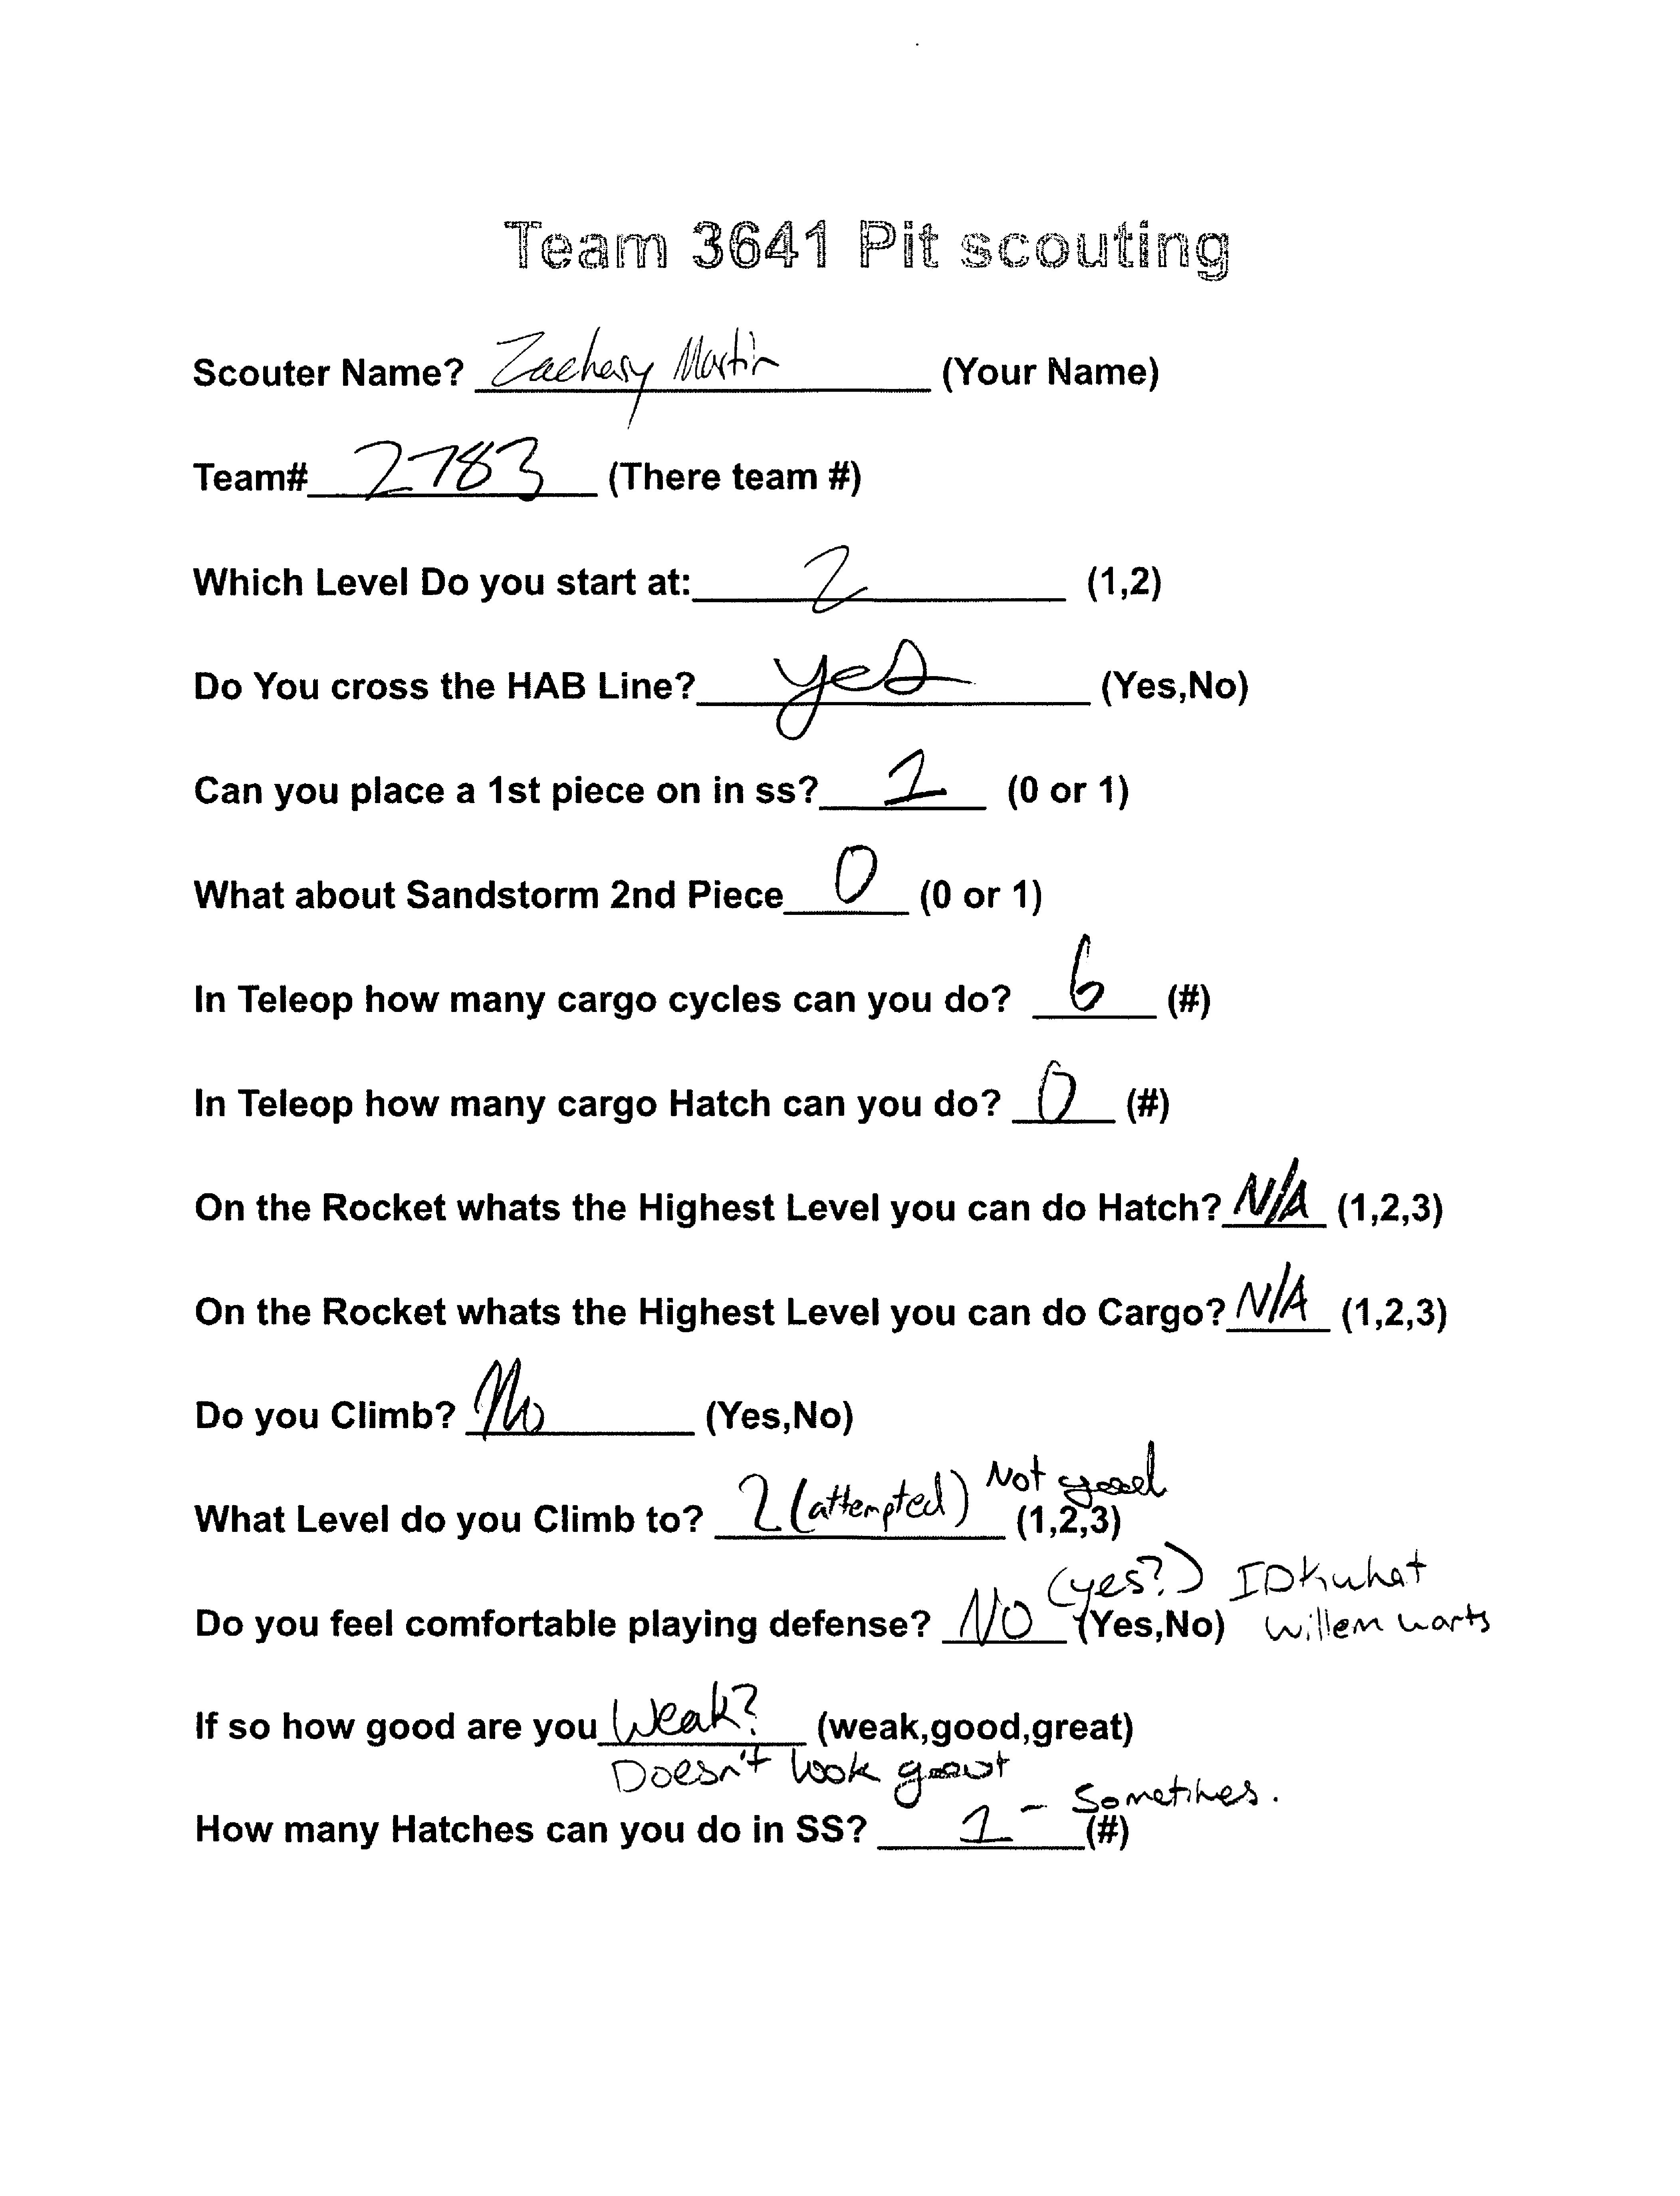 Team 3641 Pit scouting
Scouter Name? Zachary Martin (Your Name)
Team# 2783 (There team #)
Which Level Do you start at: 2 (1,2)
Do You cross the HAB Line? yes (Yes,No)
Can you place a 1st piece on in ss? 1 (0 or 1)
What about Sandstorm 2nd Piece 0 (0 or 1)
In Teleop how many cargo cycles can you do? 6 (#)
In Teleop how many cargo Hatch can you do? 0 (#)
On the Rocket whats the Highest Level you can do Hatch? N/A (1,2,3)
On the Rocket whats the Highest Level you can do Cargo? N/A (1,2,3)
Do you Climb? No (Yes,No)
What Level do you Climb to? 2 (attempted) Not good (1,2,3)
(yes?) IDK what
Do you feel comfortable playing defense? NO (Yes,No) willem wants
If so how good are you Weak? (weak,good,great)
Doesn't look great
How many Hatches can you do in SS? 1 - Sometimes. (#)